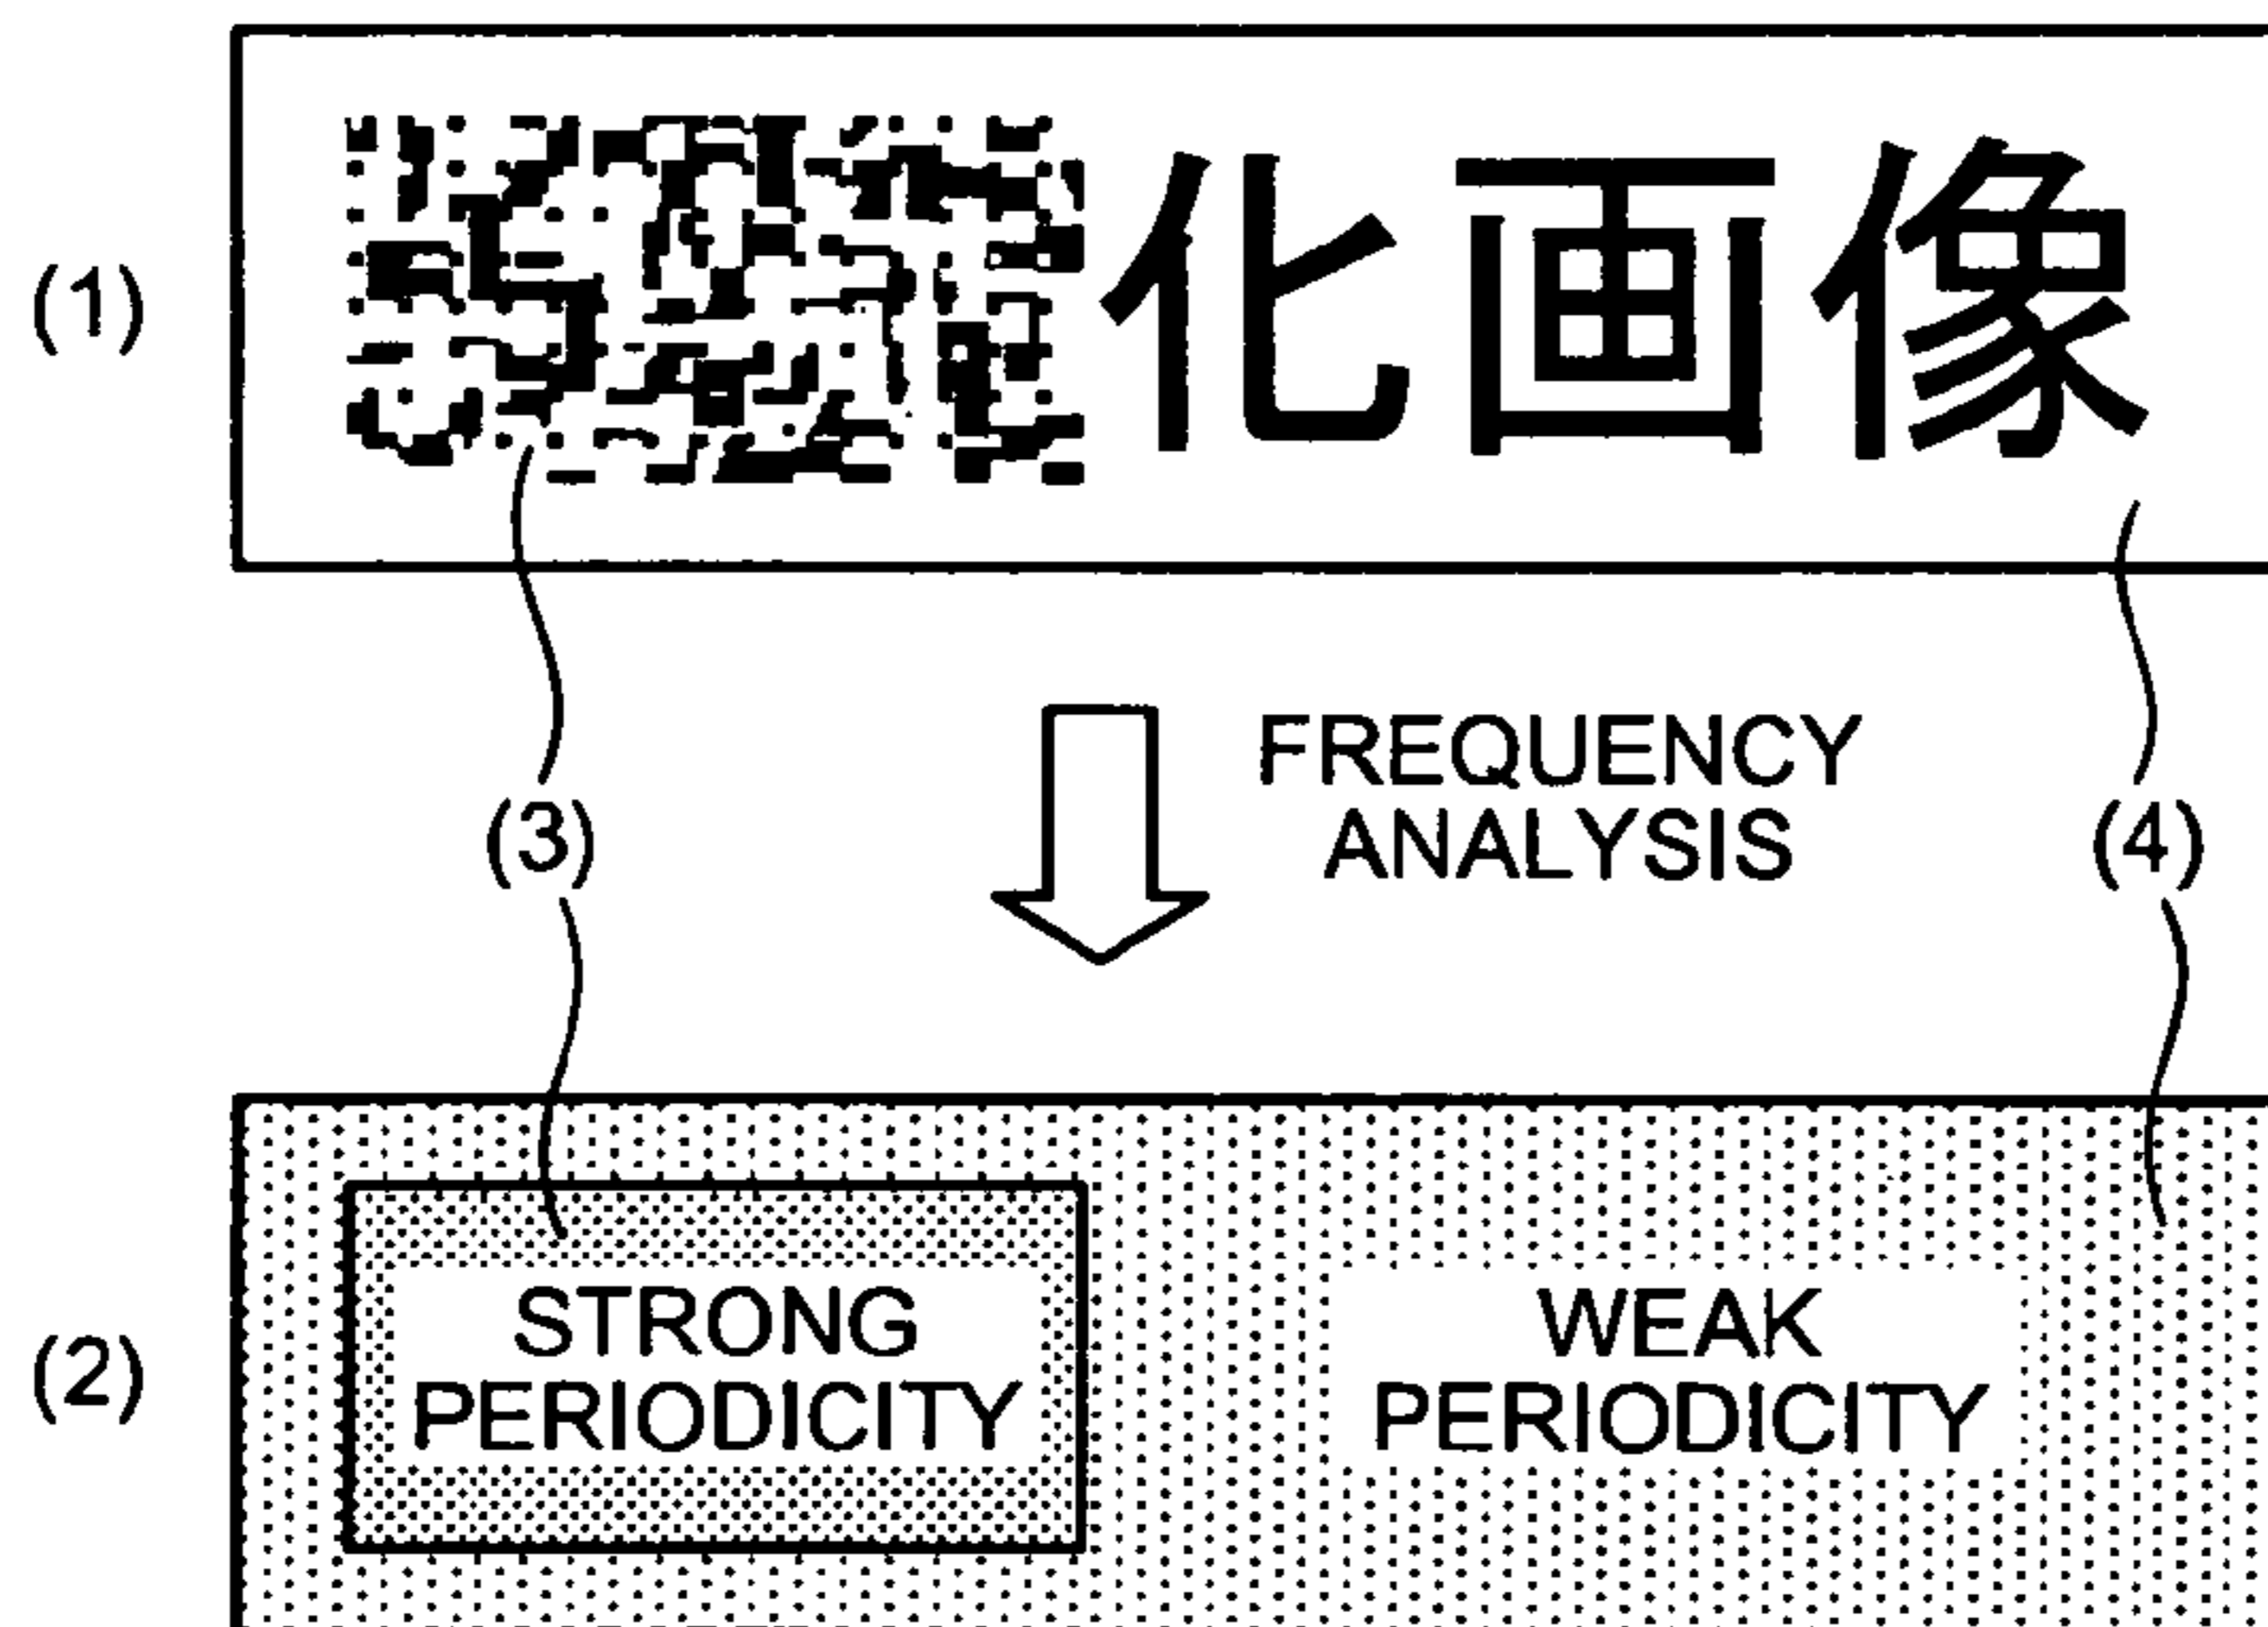 (1)
化画像
FREQUENCY
ANALYSIS
(3)
(4)
(2)
STRONG
PERIODICITY
WEAK
PERIODICITY